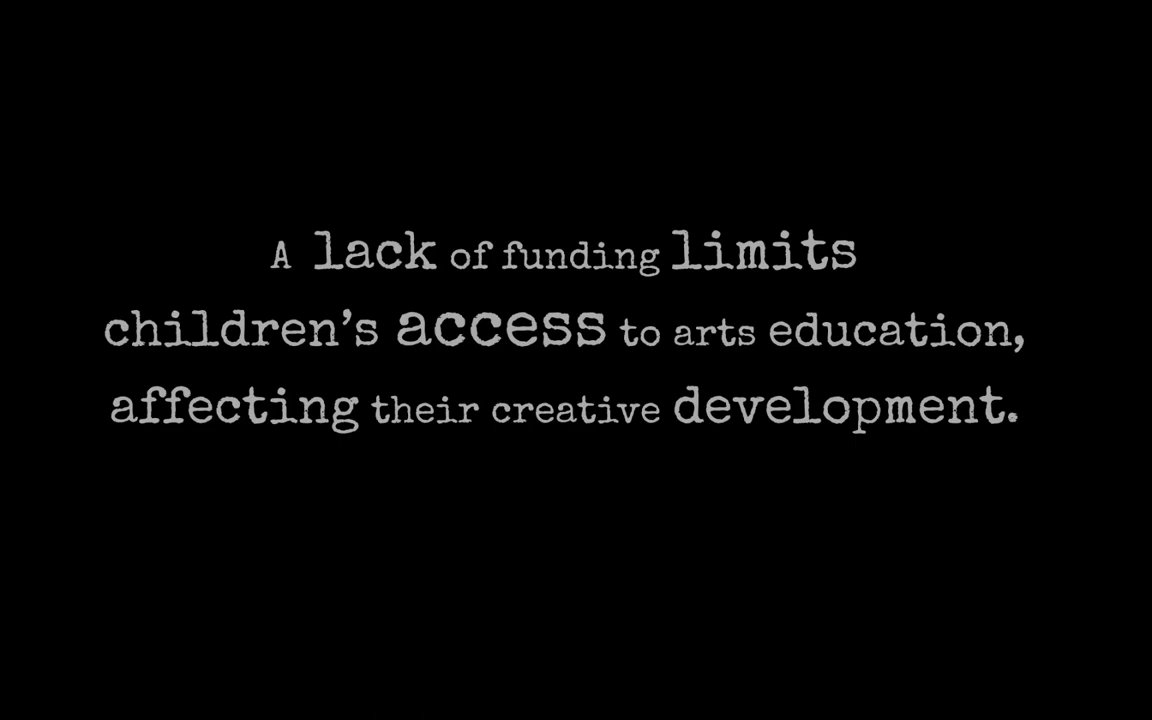 A lack of funding limits
children’s access to arts education,
affecting their creative development.